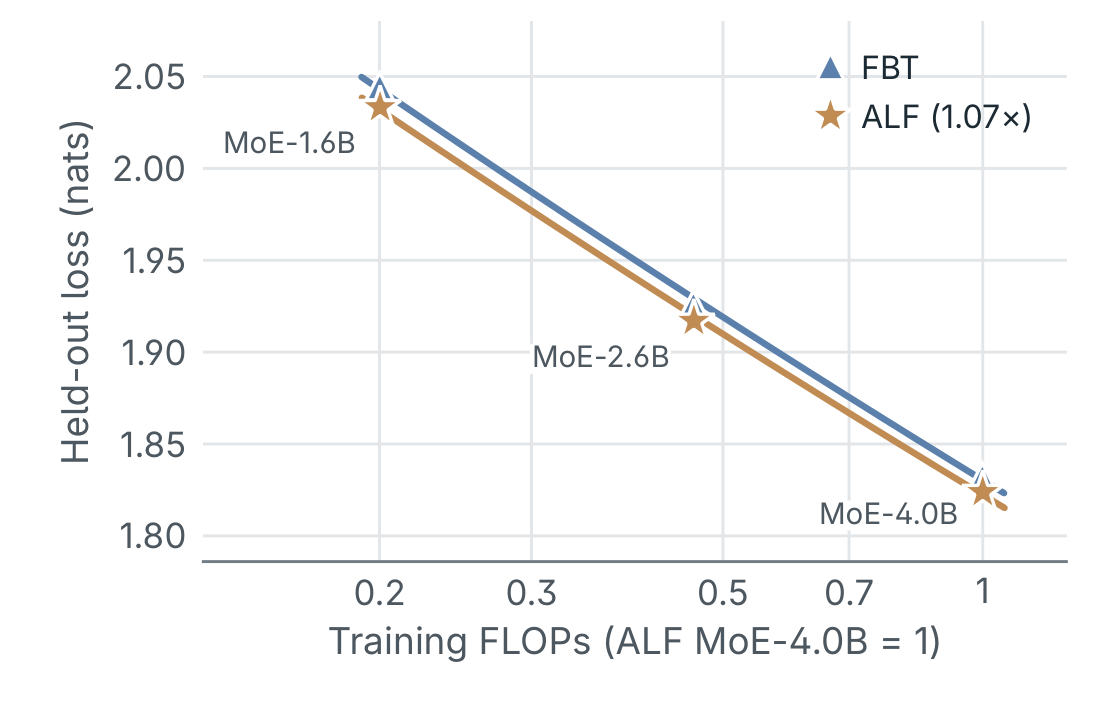 FBT
ALF (1.07×)
2.05
2.00
1.95
1.90
1.85
1.80
Held-out loss (nats)
MoE-1.6B
MoE-2.6B
MoE-4.0B
0.2
0.3
0.5
0.7
1
Training FLOPs (ALF MoE-4.0B = 1)